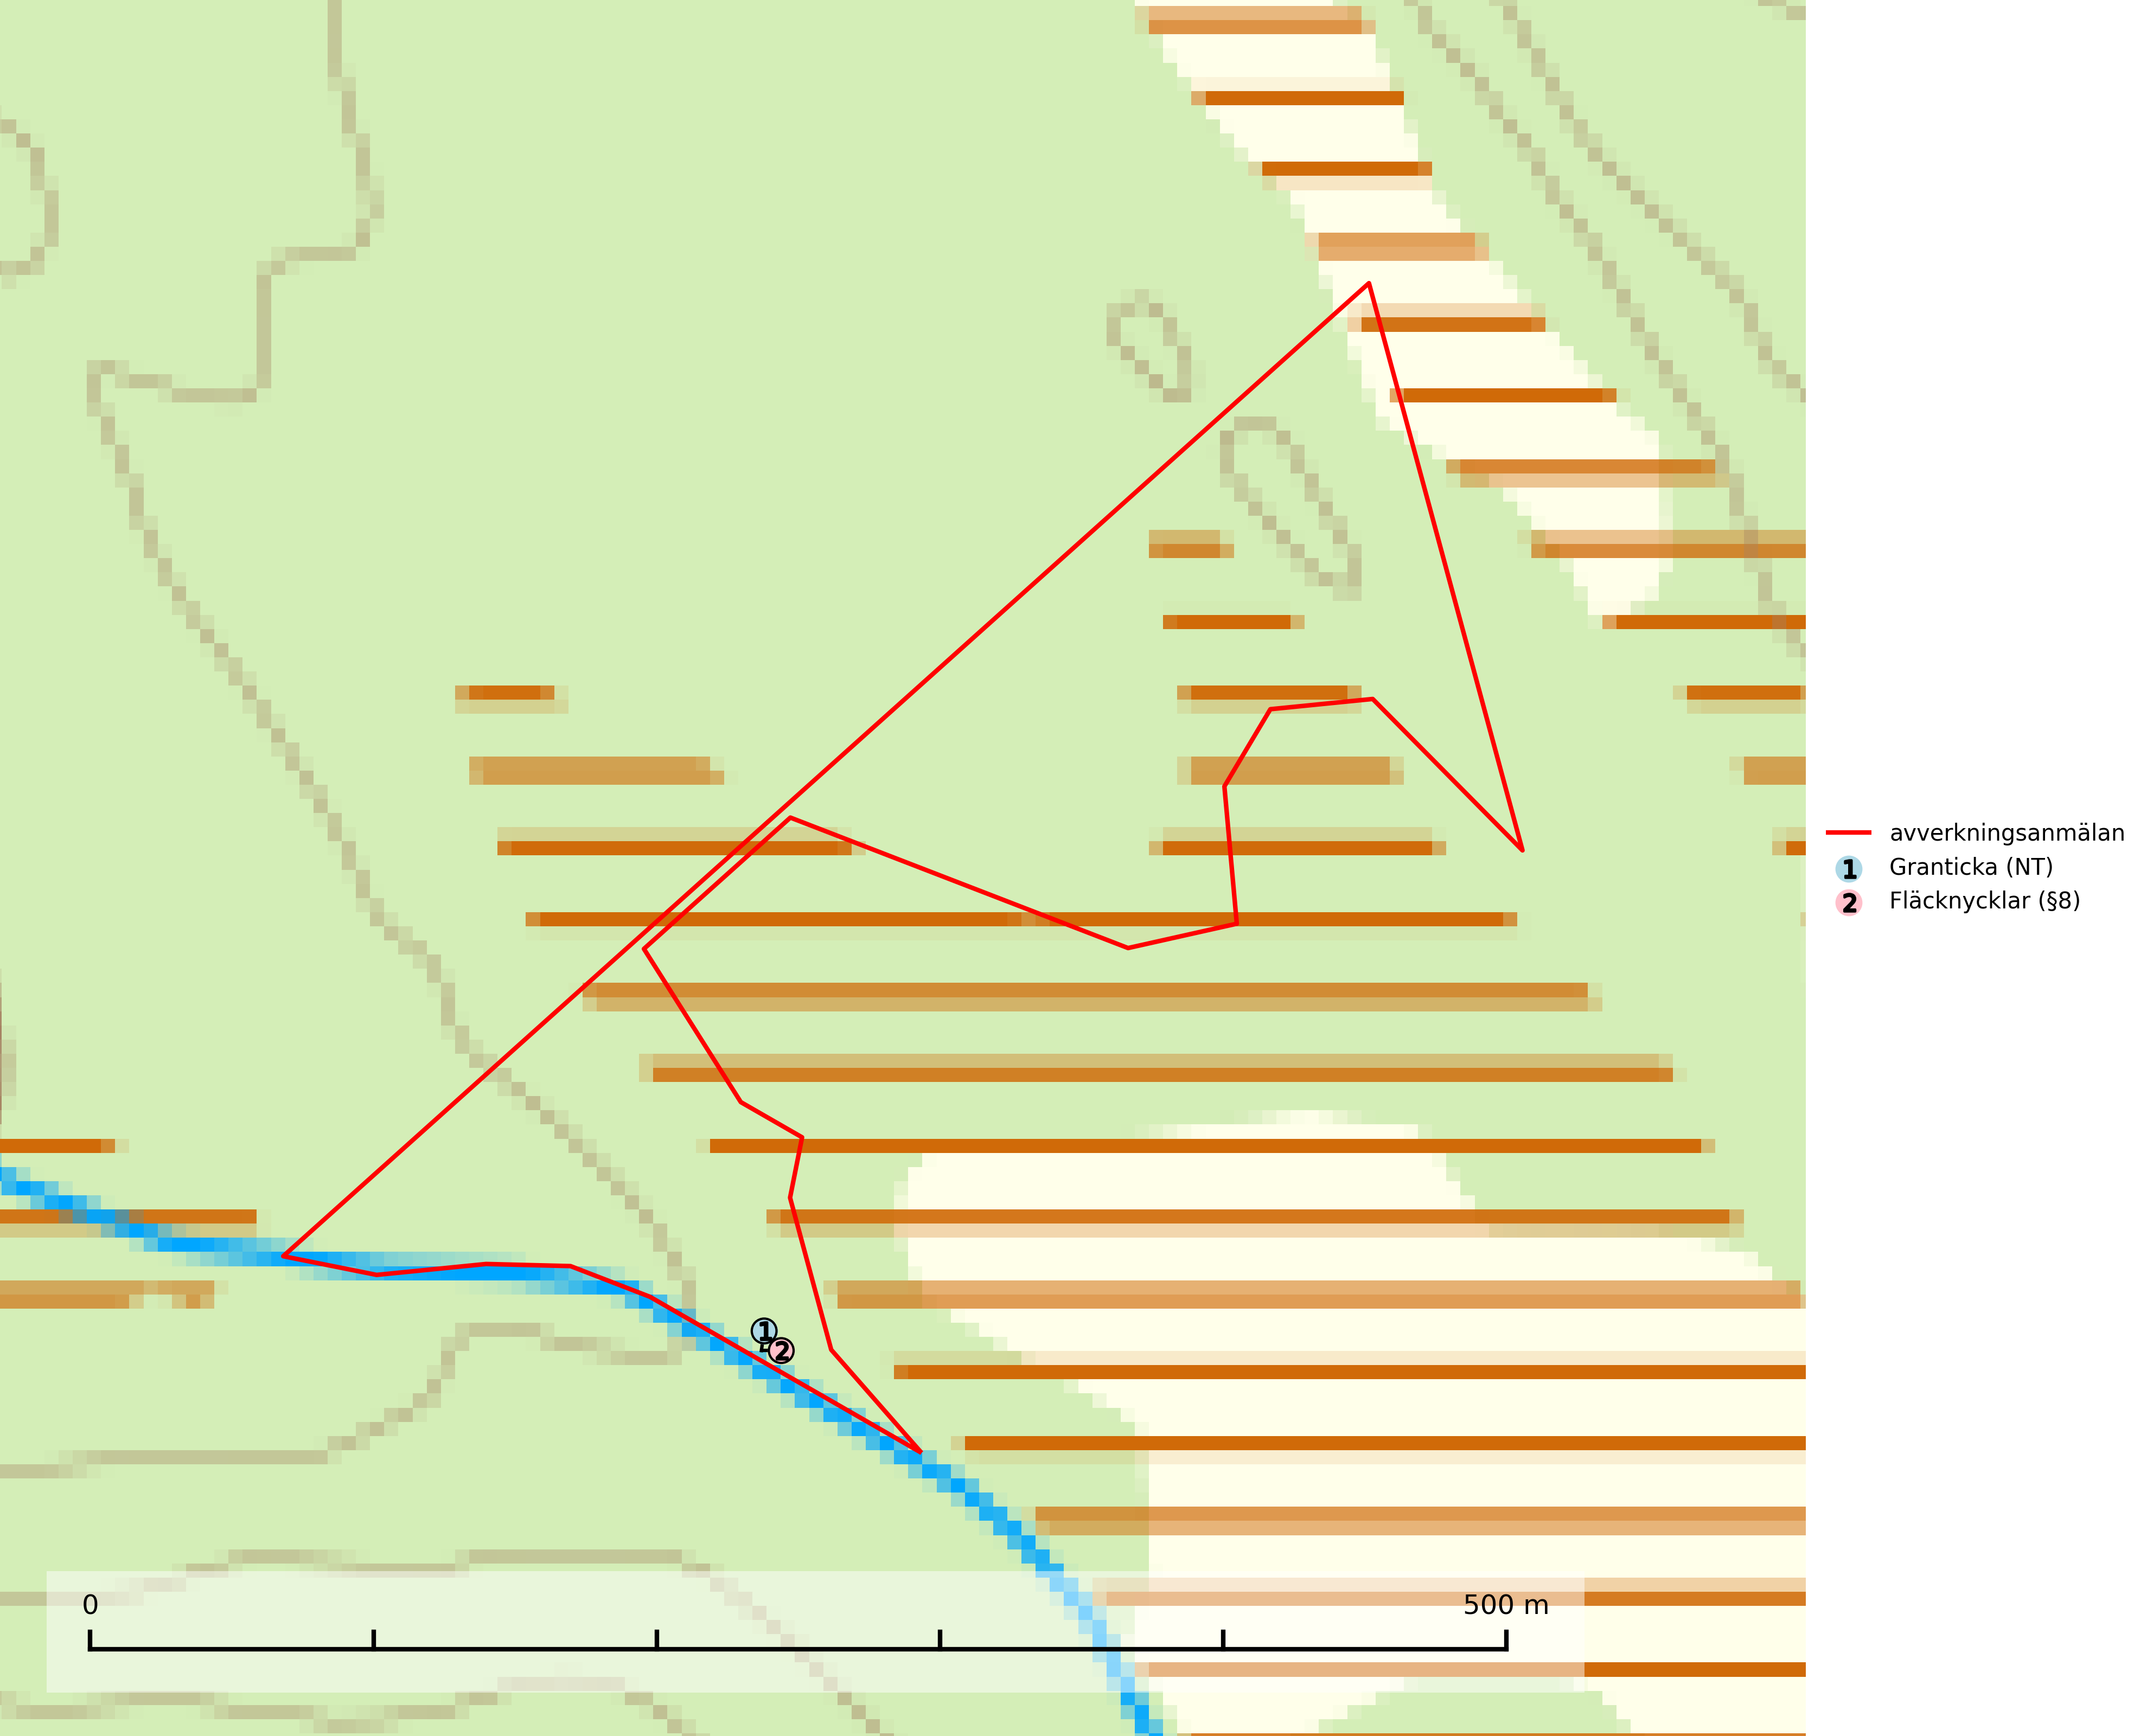 avverkningsanmälan
1 Granticka (NT)
2 Fläcknycklar (§8)
1
2
0 500 m